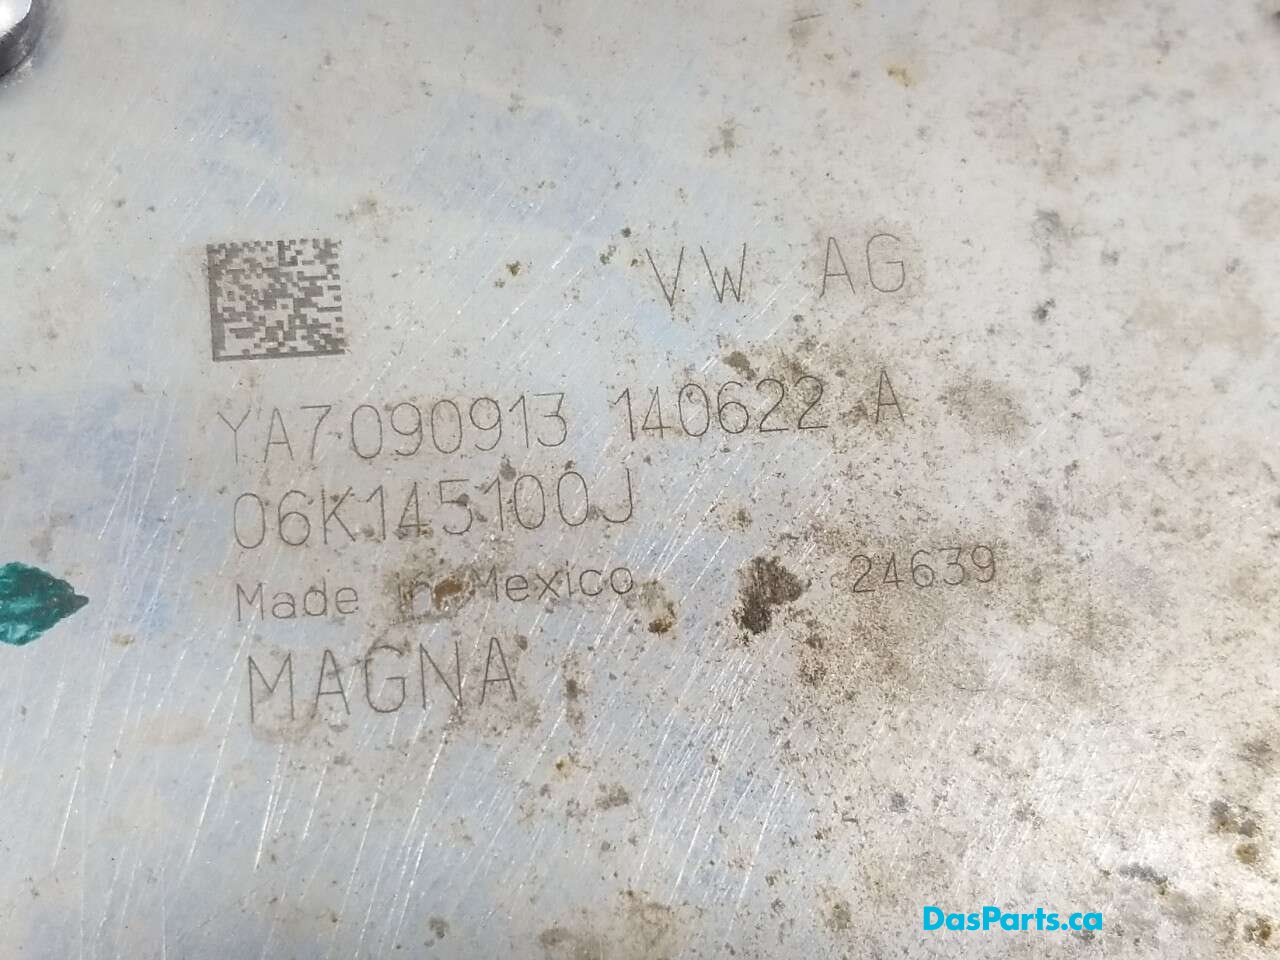 VW AG
YA7090913 140622 A
06K145100J
Made in Mexico 24639
MAGNA
DasParts.ca